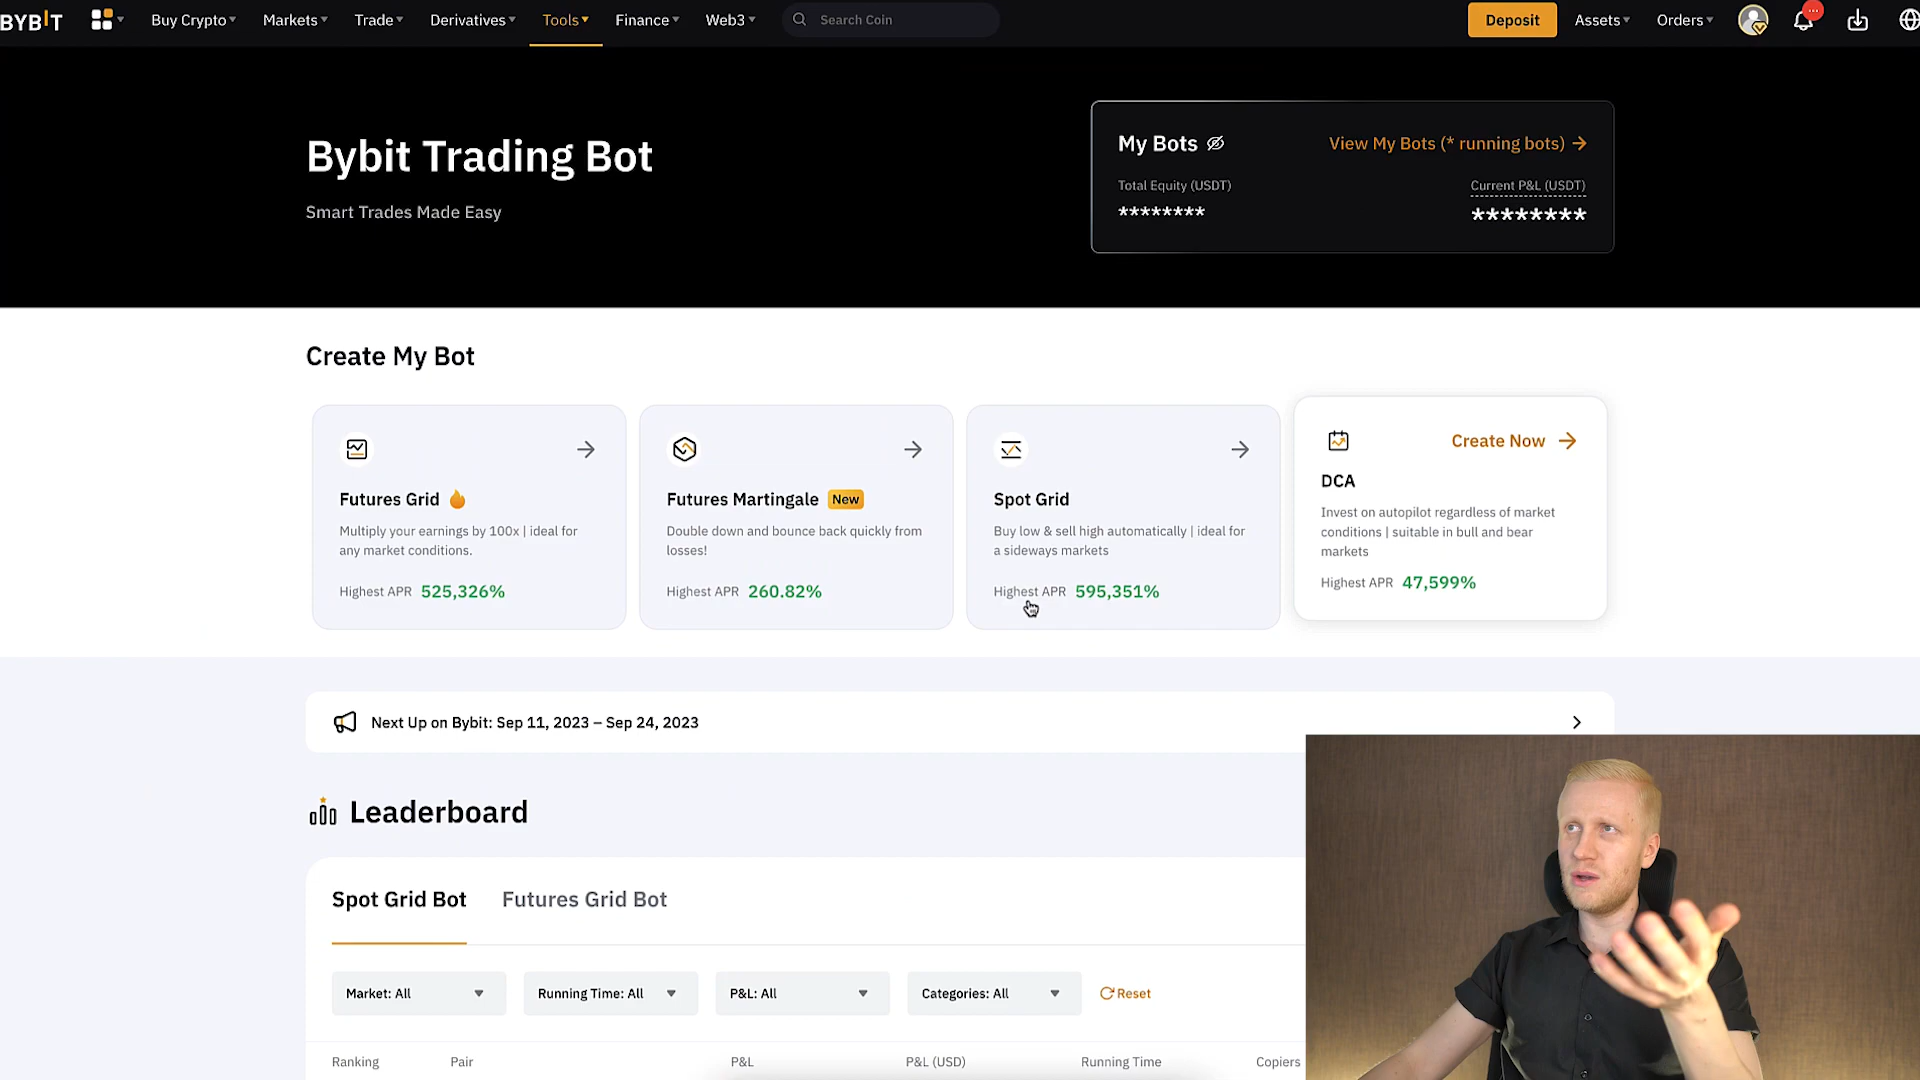 BYBIT
Buy Crypto
Markets
Trade
Derivatives
Tools
Finance
Web3
Search Coin
Deposit
Assets
Orders
Bybit Trading Bot
Smart Trades Made Easy
My Bots
View My Bots (* running bots)
Total Equity (USDT)
Current P&L (USDT)
********
********
Create My Bot
Futures Grid
Multiply your earnings by 100x | ideal for
any market conditions.
Highest APR 525,326%
Futures Martingale New
Double down and bounce back quickly from
losses!
Highest APR 260.82%
Spot Grid
Buy low & sell high automatically | ideal for
a sideways markets
Highest APR 595,351%
Create Now
DCA
Invest on autopilot regardless of market
conditions | suitable in bull and bear
markets
Highest APR 47,599%
Next Up on Bybit: Sep 11, 2023 – Sep 24, 2023
Leaderboard
Spot Grid Bot
Futures Grid Bot
Market: All
Running Time: All
P&L: All
Categories: All
Reset
Ranking
Pair
P&L
P&L (USD)
Running Time
Copiers